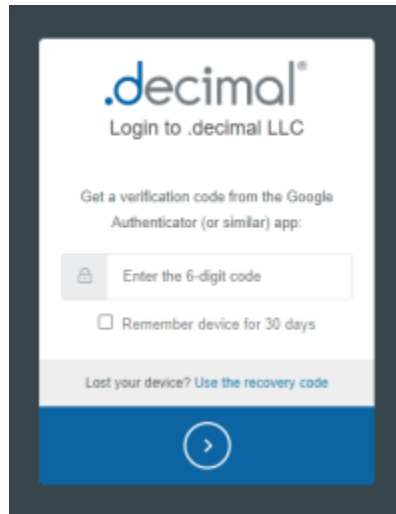 .decimal®
Login to .decimal LLC
Get a verification code from the Google
Authenticator (or similar) app:
Enter the 6-digit code
Remember device for 30 days
Lost your device? Use the recovery code